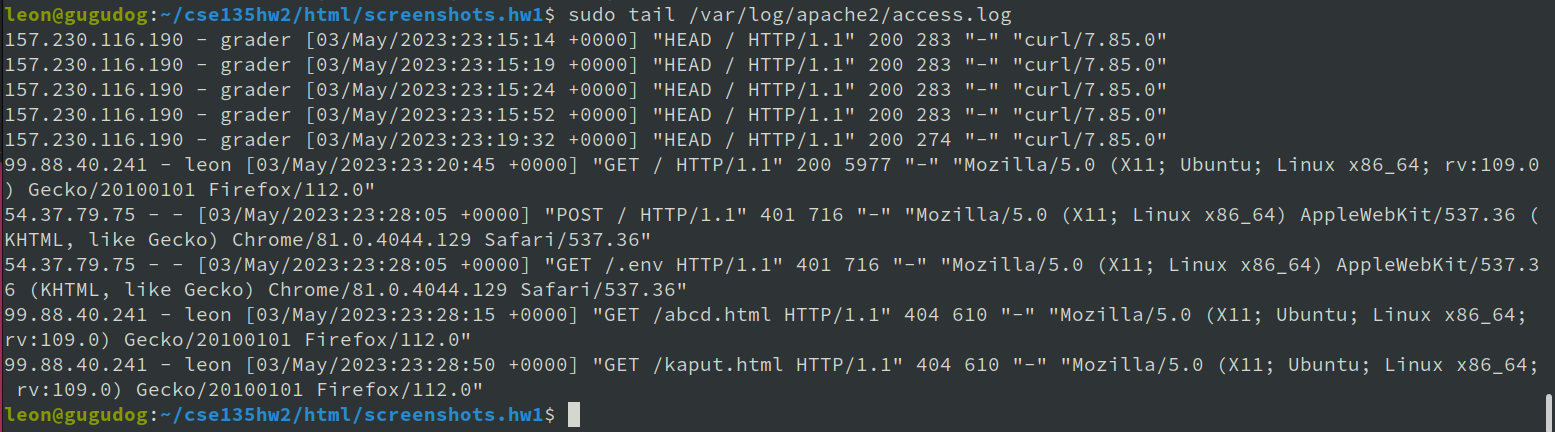 leon@gugudog:~/cse135hw2/html/screenshots.hw1$ sudo tail /var/log/apache2/access.log
157.230.116.190 - grader [03/May/2023:23:15:14 +0000] "HEAD / HTTP/1.1" 200 283 "-" "curl/7.85.0"
157.230.116.190 - grader [03/May/2023:23:15:19 +0000] "HEAD / HTTP/1.1" 200 283 "-" "curl/7.85.0"
157.230.116.190 - grader [03/May/2023:23:15:24 +0000] "HEAD / HTTP/1.1" 200 283 "-" "curl/7.85.0"
157.230.116.190 - grader [03/May/2023:23:15:52 +0000] "HEAD / HTTP/1.1" 200 283 "-" "curl/7.85.0"
157.230.116.190 - grader [03/May/2023:23:19:32 +0000] "HEAD / HTTP/1.1" 200 274 "-" "curl/7.85.0"
99.88.40.241 - leon [03/May/2023:23:20:45 +0000] "GET / HTTP/1.1" 200 5977 "-" "Mozilla/5.0 (X11; Ubuntu; Linux x86_64; rv:109.0
) Gecko/20100101 Firefox/112.0"
54.37.79.75 - - [03/May/2023:23:28:05 +0000] "POST / HTTP/1.1" 401 716 "-" "Mozilla/5.0 (X11; Linux x86_64) AppleWebKit/537.36 (
KHTML, like Gecko) Chrome/81.0.4044.129 Safari/537.36"
54.37.79.75 - - [03/May/2023:23:28:05 +0000] "GET /.env HTTP/1.1" 401 716 "-" "Mozilla/5.0 (X11; Linux x86_64) AppleWebKit/537.3
6 (KHTML, like Gecko) Chrome/81.0.4044.129 Safari/537.36"
99.88.40.241 - leon [03/May/2023:23:28:15 +0000] "GET /abcd.html HTTP/1.1" 404 610 "-" "Mozilla/5.0 (X11; Ubuntu; Linux x86_64;
rv:109.0) Gecko/20100101 Firefox/112.0"
99.88.40.241 - leon [03/May/2023:23:28:50 +0000] "GET /kaput.html HTTP/1.1" 404 610 "-" "Mozilla/5.0 (X11; Ubuntu; Linux x86_64;
 rv:109.0) Gecko/20100101 Firefox/112.0"
leon@gugudog:~/cse135hw2/html/screenshots.hw1$